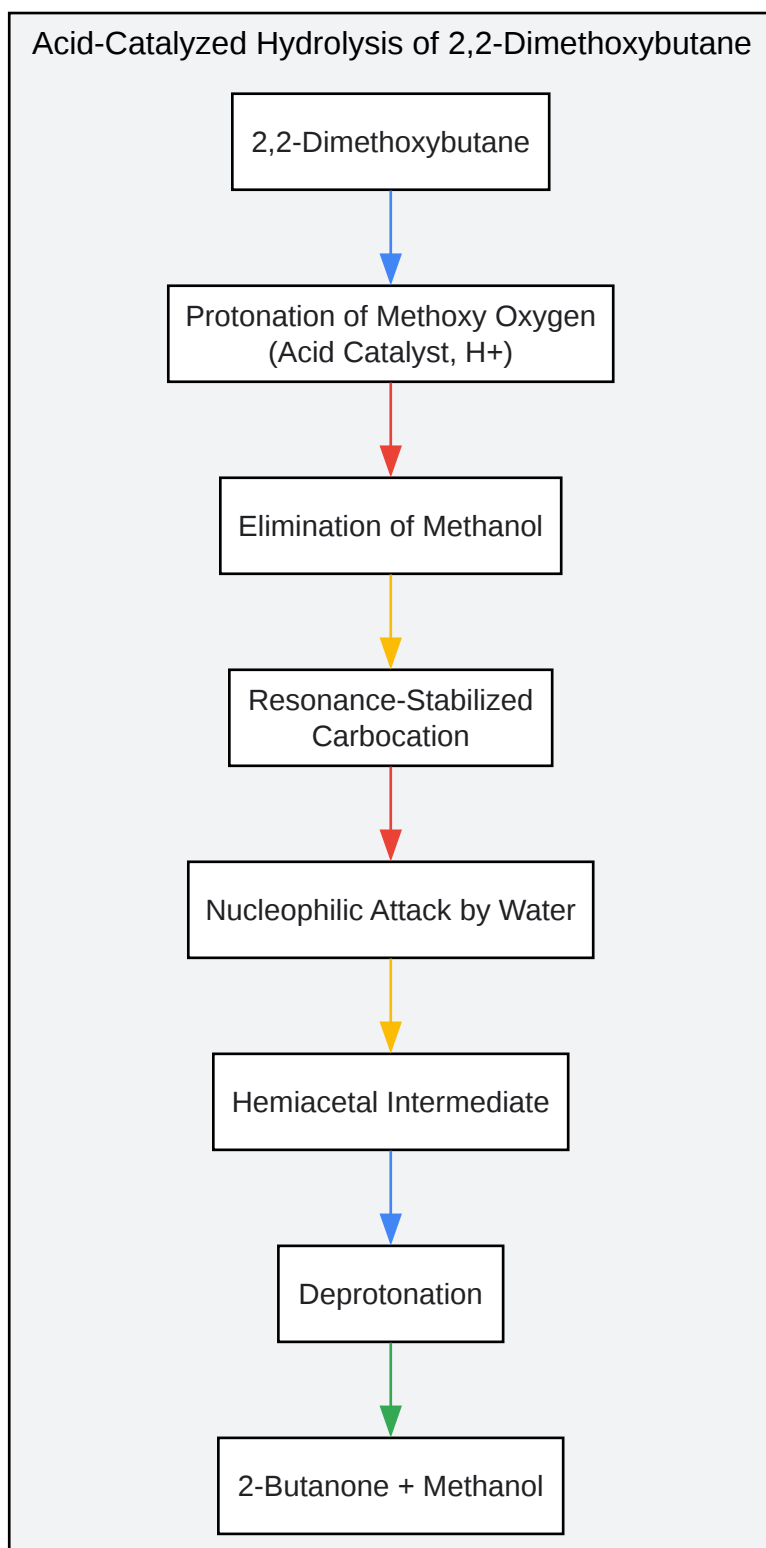 Acid-Catalyzed Hydrolysis of 2,2-Dimethoxybutane
2,2-Dimethoxybutane
Protonation of Methoxy Oxygen
(Acid Catalyst, H+)
Elimination of Methanol
Resonance-Stabilized
Carbocation
Nucleophilic Attack by Water
Hemiacetal Intermediate
Deprotonation
2-Butanone + Methanol